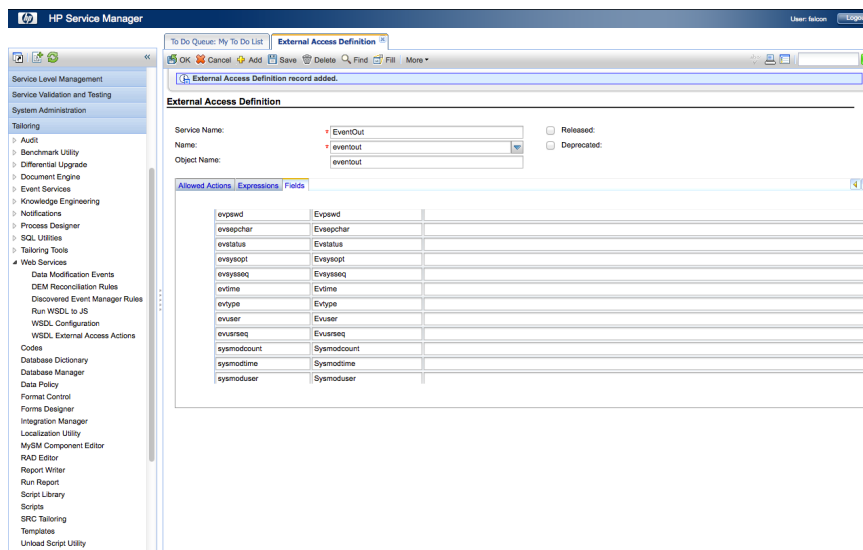 hp HP Service Manager
User: falcon
Logou
To Do Queue: My To Do List
External Access Definition
OK Cancel Add Save Delete Find Fill More
External Access Definition record added.
External Access Definition
Service Name:
EventOut
Released:
Name:
eventout
Deprecated:
Object Name:
eventout
Allowed Actions
Expressions
Fields
evpswd Evpswd
evsepchar Evsepchar
evstatus Evstatus
evsysopt Evsysopt
evsysseq Evsysseq
evtime Evtime
evtype Evtype
evuser Evuser
evusrseq Evusrseq
sysmodcount Sysmodcount
sysmodtime Sysmodtime
sysmoduser Sysmoduser
Service Level Management
Service Validation and Testing
System Administration
Tailoring
Audit
Benchmark Utility
Differential Upgrade
Document Engine
Event Services
Knowledge Engineering
Notifications
Process Designer
SQL Utilities
Tailoring Tools
Web Services
Data Modification Events
DEM Reconciliation Rules
Discovered Event Manager Rules
Run WSDL to JS
WSDL Configuration
WSDL External Access Actions
Codes
Database Dictionary
Database Manager
Data Policy
Format Control
Forms Designer
Integration Manager
Localization Utility
MySM Component Editor
RAD Editor
Report Writer
Run Report
Script Library
Scripts
SRC Tailoring
Templates
Unload Script Utility